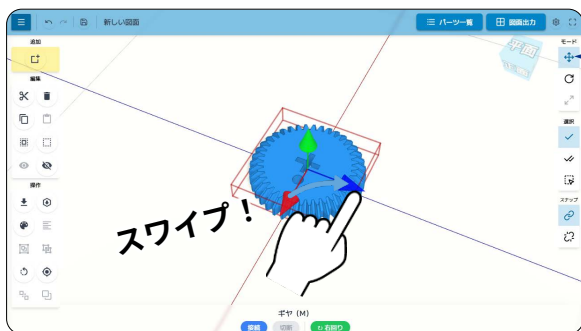 新しい図面
パーツ一覧
図面出力
追加
編集
操作
モード
選択
スナップ
平面
スワイプ！
ギヤ（M）
接続
切断
右回り